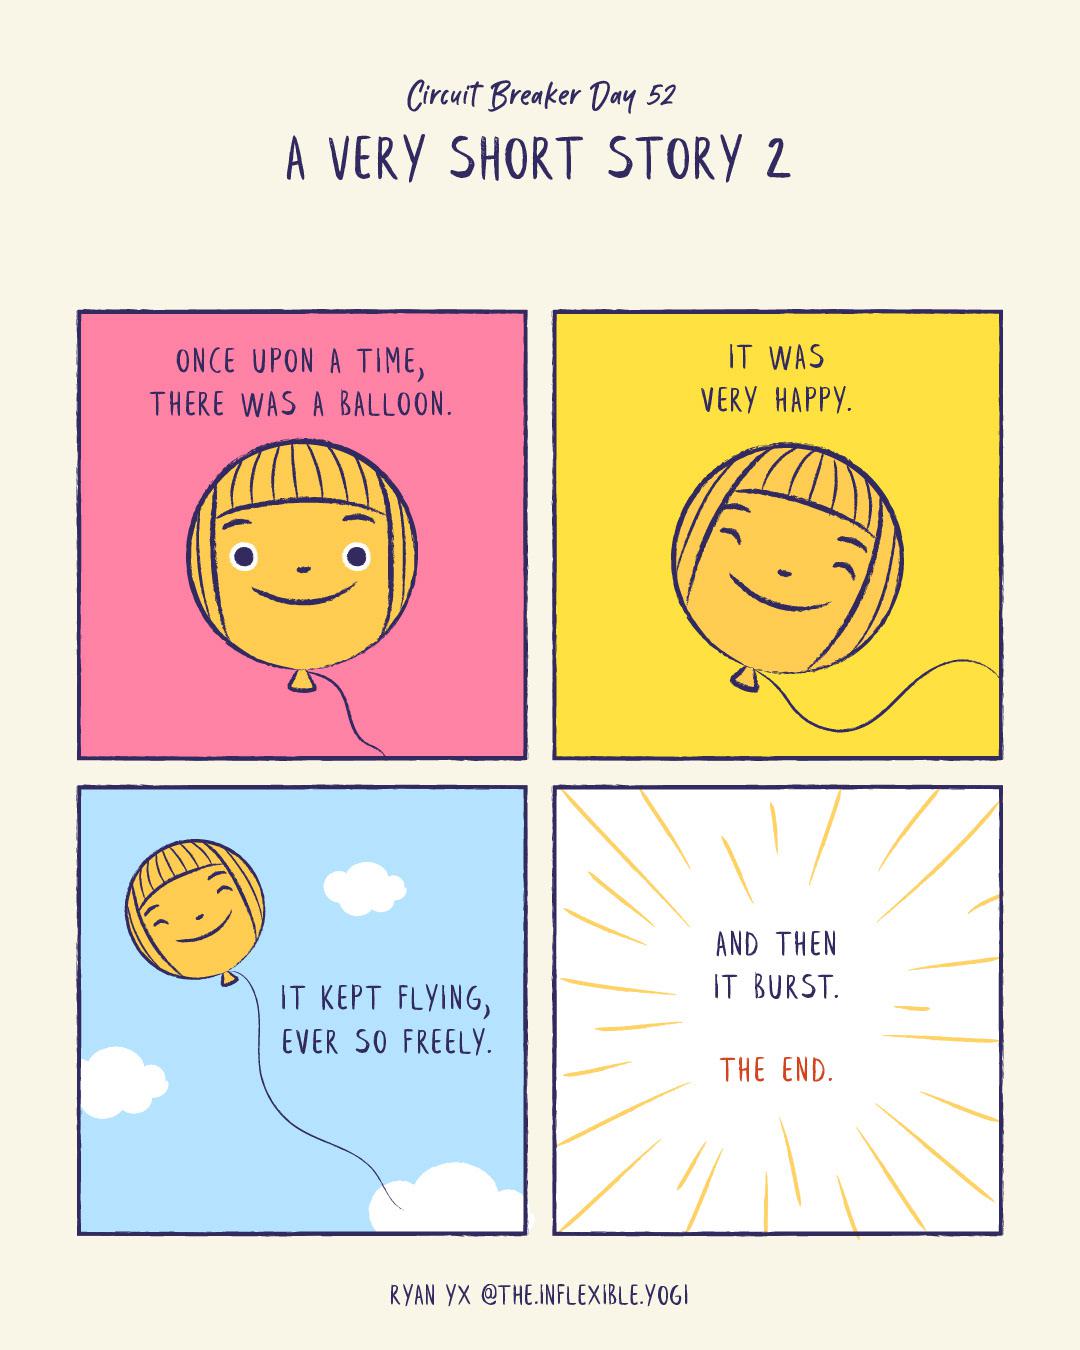 Circuit Breaker Day 52
A VERY SHORT STORY 2
ONCE UPON A TIME,
THERE WAS A BALLOON.
IT WAS
VERY HAPPY.
IT KEPT FLYING,
EVER SO FREELY.
AND THEN
IT BURST.
THE END.
RYAN YX @THE.INFLEXIBLE.YOGI